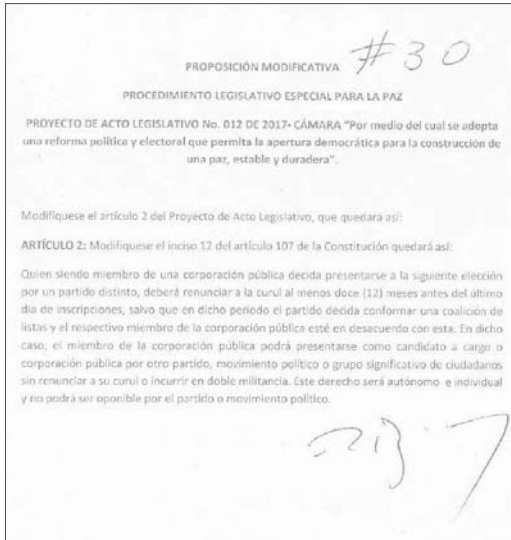 #30
PROPOSICIÓN MODIFICATIVA
PROCEDIMIENTO LEGISLATIVO ESPECIAL PARA LA PAZ
PROYECTO DE ACTO LEGISLATIVO No. 012 DE 2017- CÁMARA “Por medio del cual se adopta
una reforma política y electoral que permita la apertura democrática para la construcción de
una paz, estable y duradera”.
Modifíquese el artículo 2 del Proyecto de Acto Legislativo, que quedará así:
ARTÍCULO 2: Modifíquese el inciso 12 del artículo 107 de la Constitución quedará así:
Quien siendo miembro de una corporación pública decida presentarse a la siguiente elección
por un partido distinto, deberá renunciar a la curul al menos doce (12) meses antes del último
día de inscripciones, salvo que en dicho periodo el partido decida conformar una coalición de
listas y el respectivo miembro de la corporación pública esté en desacuerdo con esta. En dicho
caso, el miembro de la corporación pública podrá presentarse como candidato a cargo o
corporación pública por otro partido, movimiento político o grupo significativo de ciudadanos
sin renunciar a su curul o incurrir en doble militancia. Este derecho será autónomo e individual
y no podrá ser oponible por el partido o movimiento político.